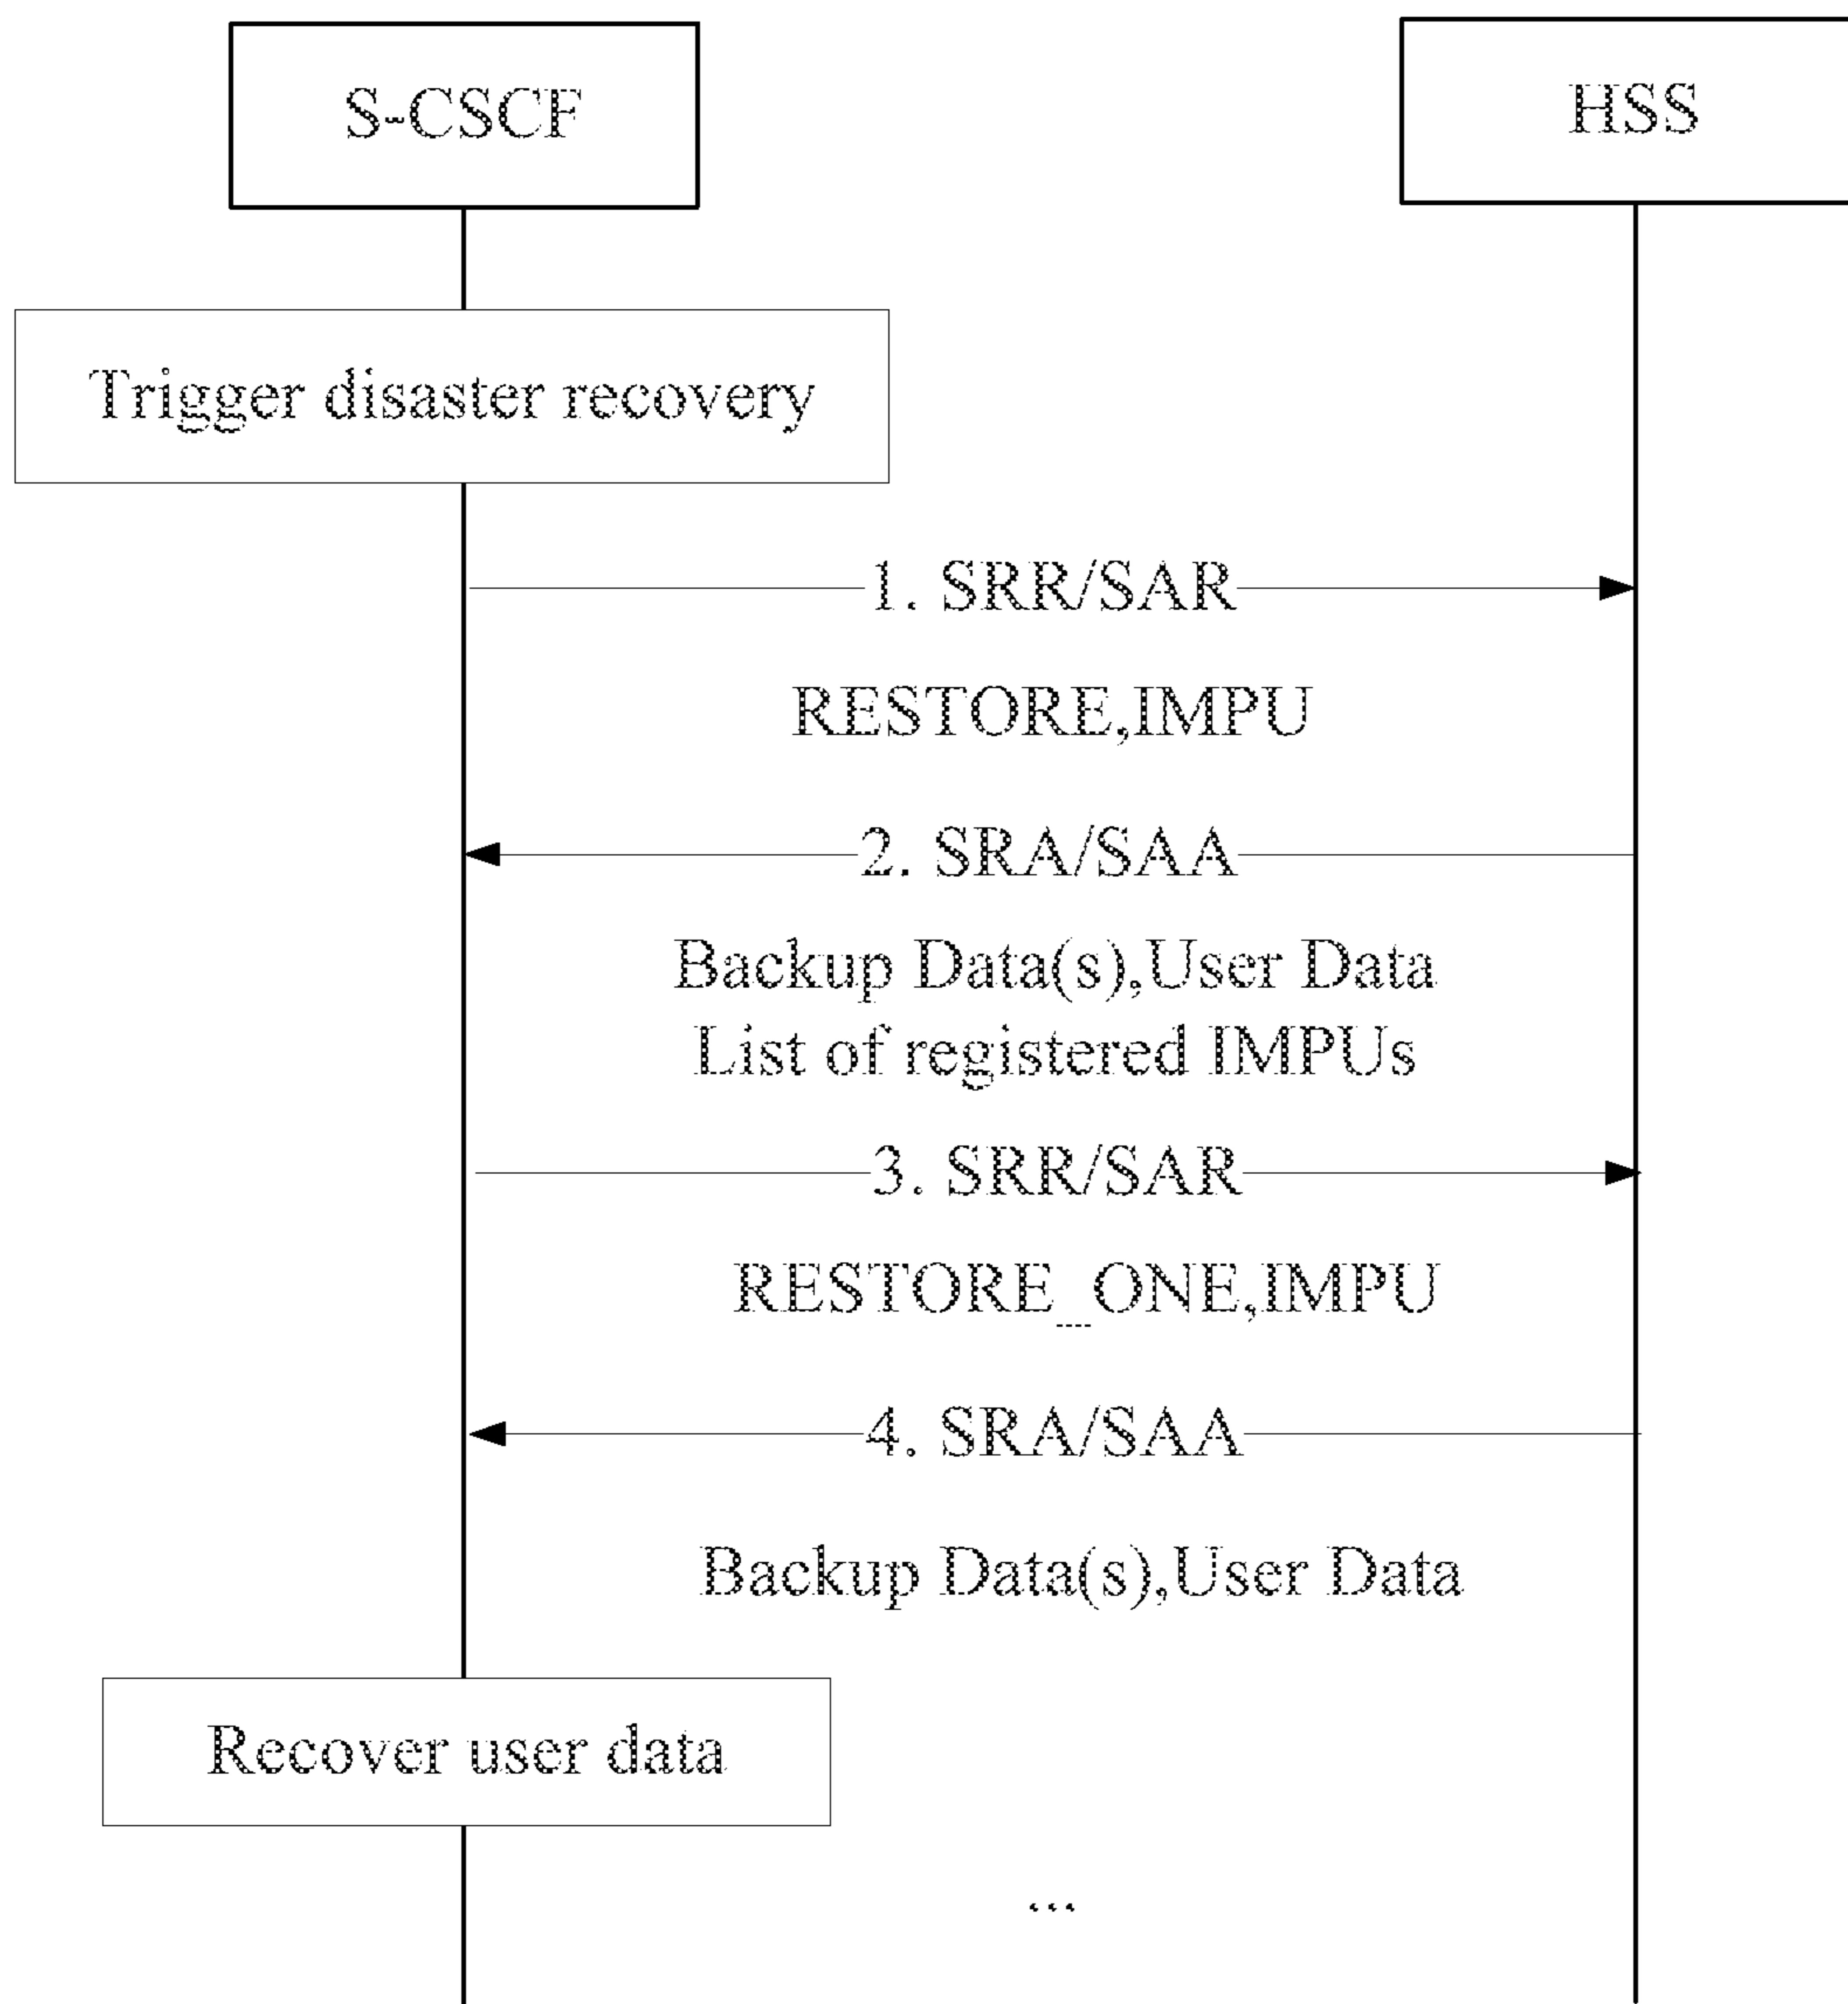 S-CSCF
HSS
Trigger disaster recovery
1. SRR/SAR
RESTORE,IMPU
2. SRA/SAA
Backup Data(s),User Data
List of registered IMPUs
3. SRR/SAR
RESTORE_ONE,IMPU
4. SRA/SAA
Backup Data(s),User Data
Recover user data
...